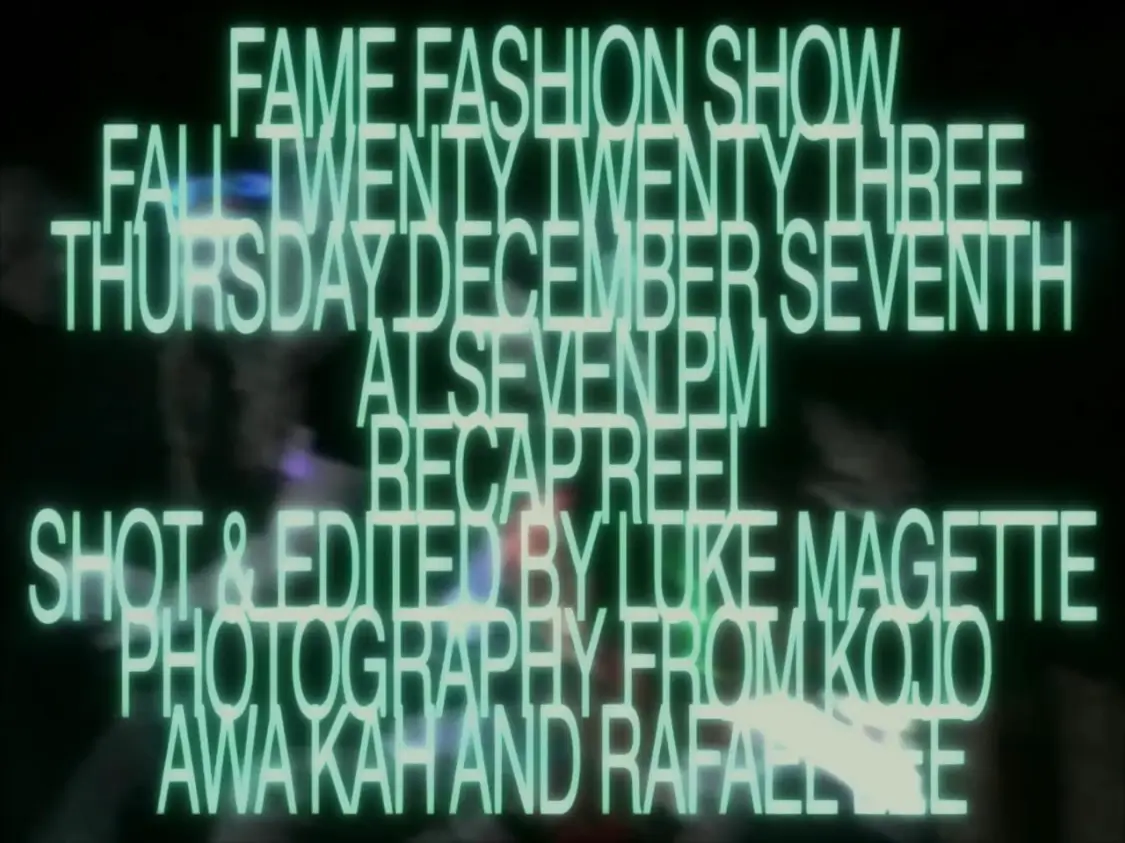 FAME FASHION SHOW
FALL TWENTY TWENTY THREE
THURSDAY DECEMBER SEVENTH
AT SEVEN PM
RECAP REEL
SHOT & EDITED BY LUKE MAGETTE
PHOTOGRAPHY FROM KOJO
AWA KAH AND RAFAEL